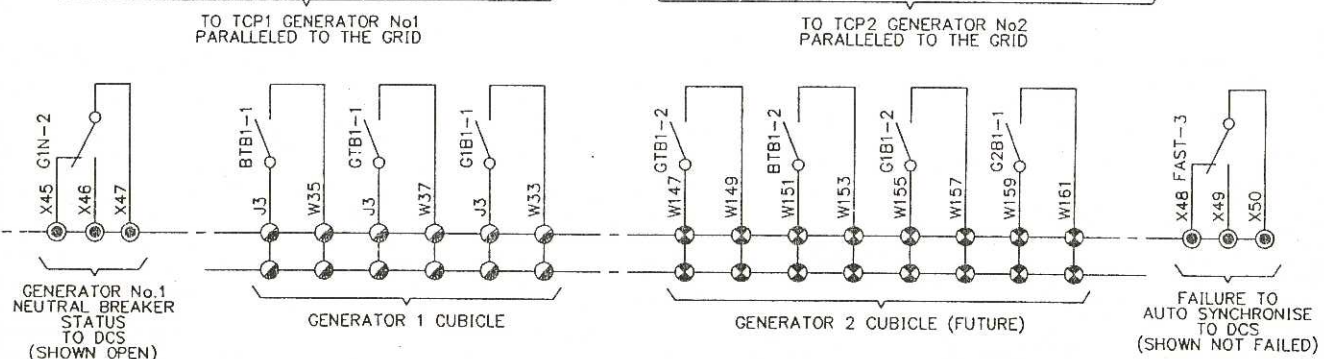 TO TCP1 GENERATOR No1
PARALLELED TO THE GRID
TO TCP2 GENERATOR No2
PARALLELED TO THE GRID
G1N-2
X45
X46
X47
BTB1-1
J3
W35
GTB1-1
J3
W37
G1B1-1
J3
W33
GTB1-2
W147
W149
BTB1-2
W151
W153
G1B1-2
W155
W157
G2B1-1
W159
W161
FAST-3
X48
X49
X50
GENERATOR No.1
NEUTRAL BREAKER
STATUS
TO DCS
(SHOWN OPEN)
GENERATOR 1 CUBICLE
GENERATOR 2 CUBICLE (FUTURE)
FAILURE TO
AUTO SYNCHRONISE
TO DCS
(SHOWN NOT FAILED)